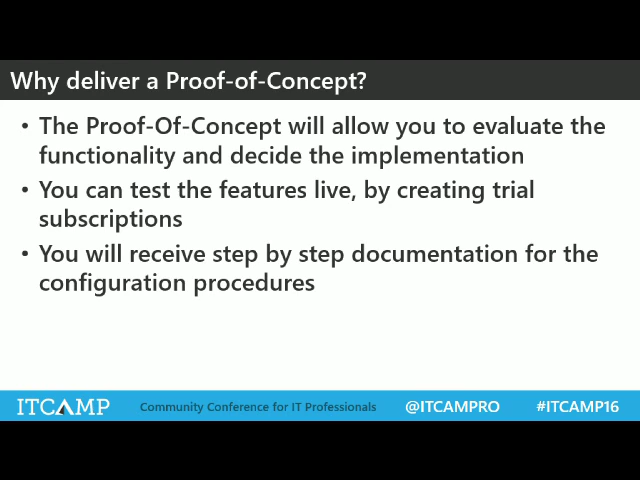 Why deliver a Proof-of-Concept?
• The Proof-Of-Concept will allow you to evaluate the
functionality and decide the implementation
• You can test the features live, by creating trial
subscriptions
• You will receive step by step documentation for the
configuration procedures
ITCAMP Community Conference for IT Professionals @ITCAMPRO #ITCAMP16